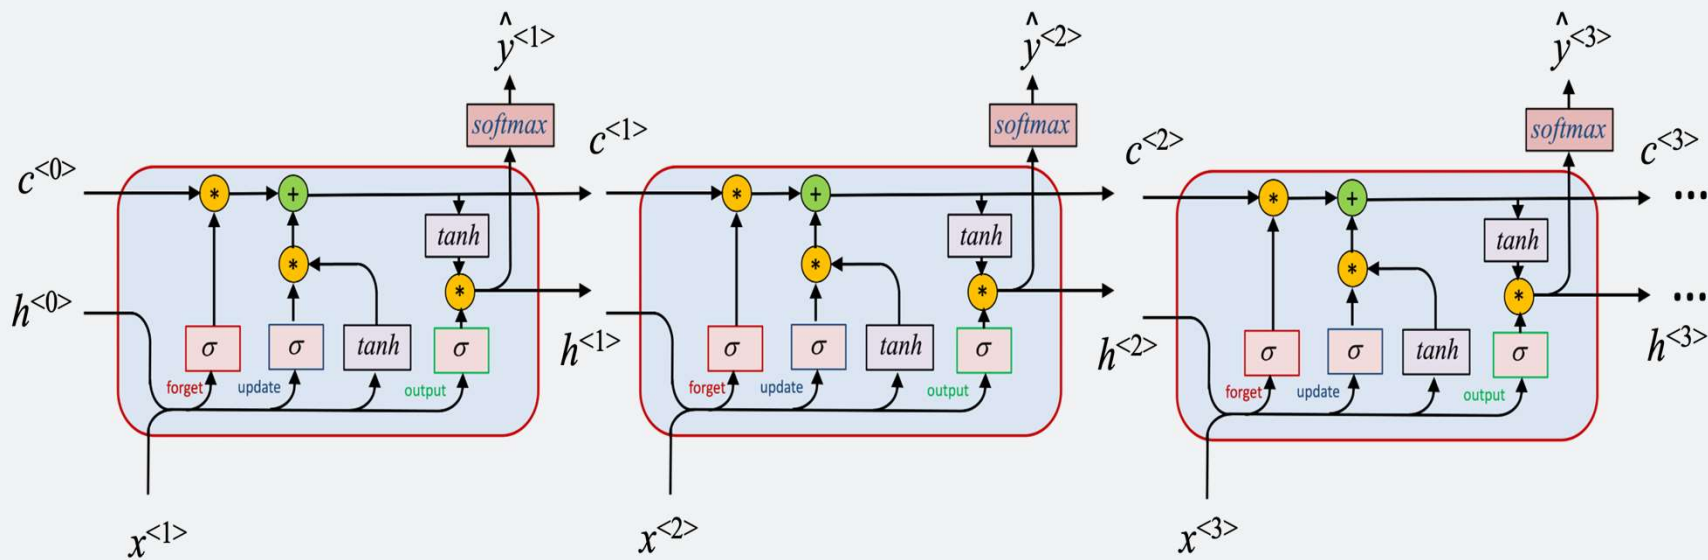 ŷ<1> ŷ<2> ŷ<3>
softmax softmax softmax
c<0> c<1> c<2> c<3>
* + * + * + ...
tanh tanh tanh
* * * * * *
h<0> h<1> h<2> h<3> ...
σ σ tanh σ σ σ tanh σ σ σ tanh σ
forget update output forget update output forget update output
x<1> x<2> x<3>